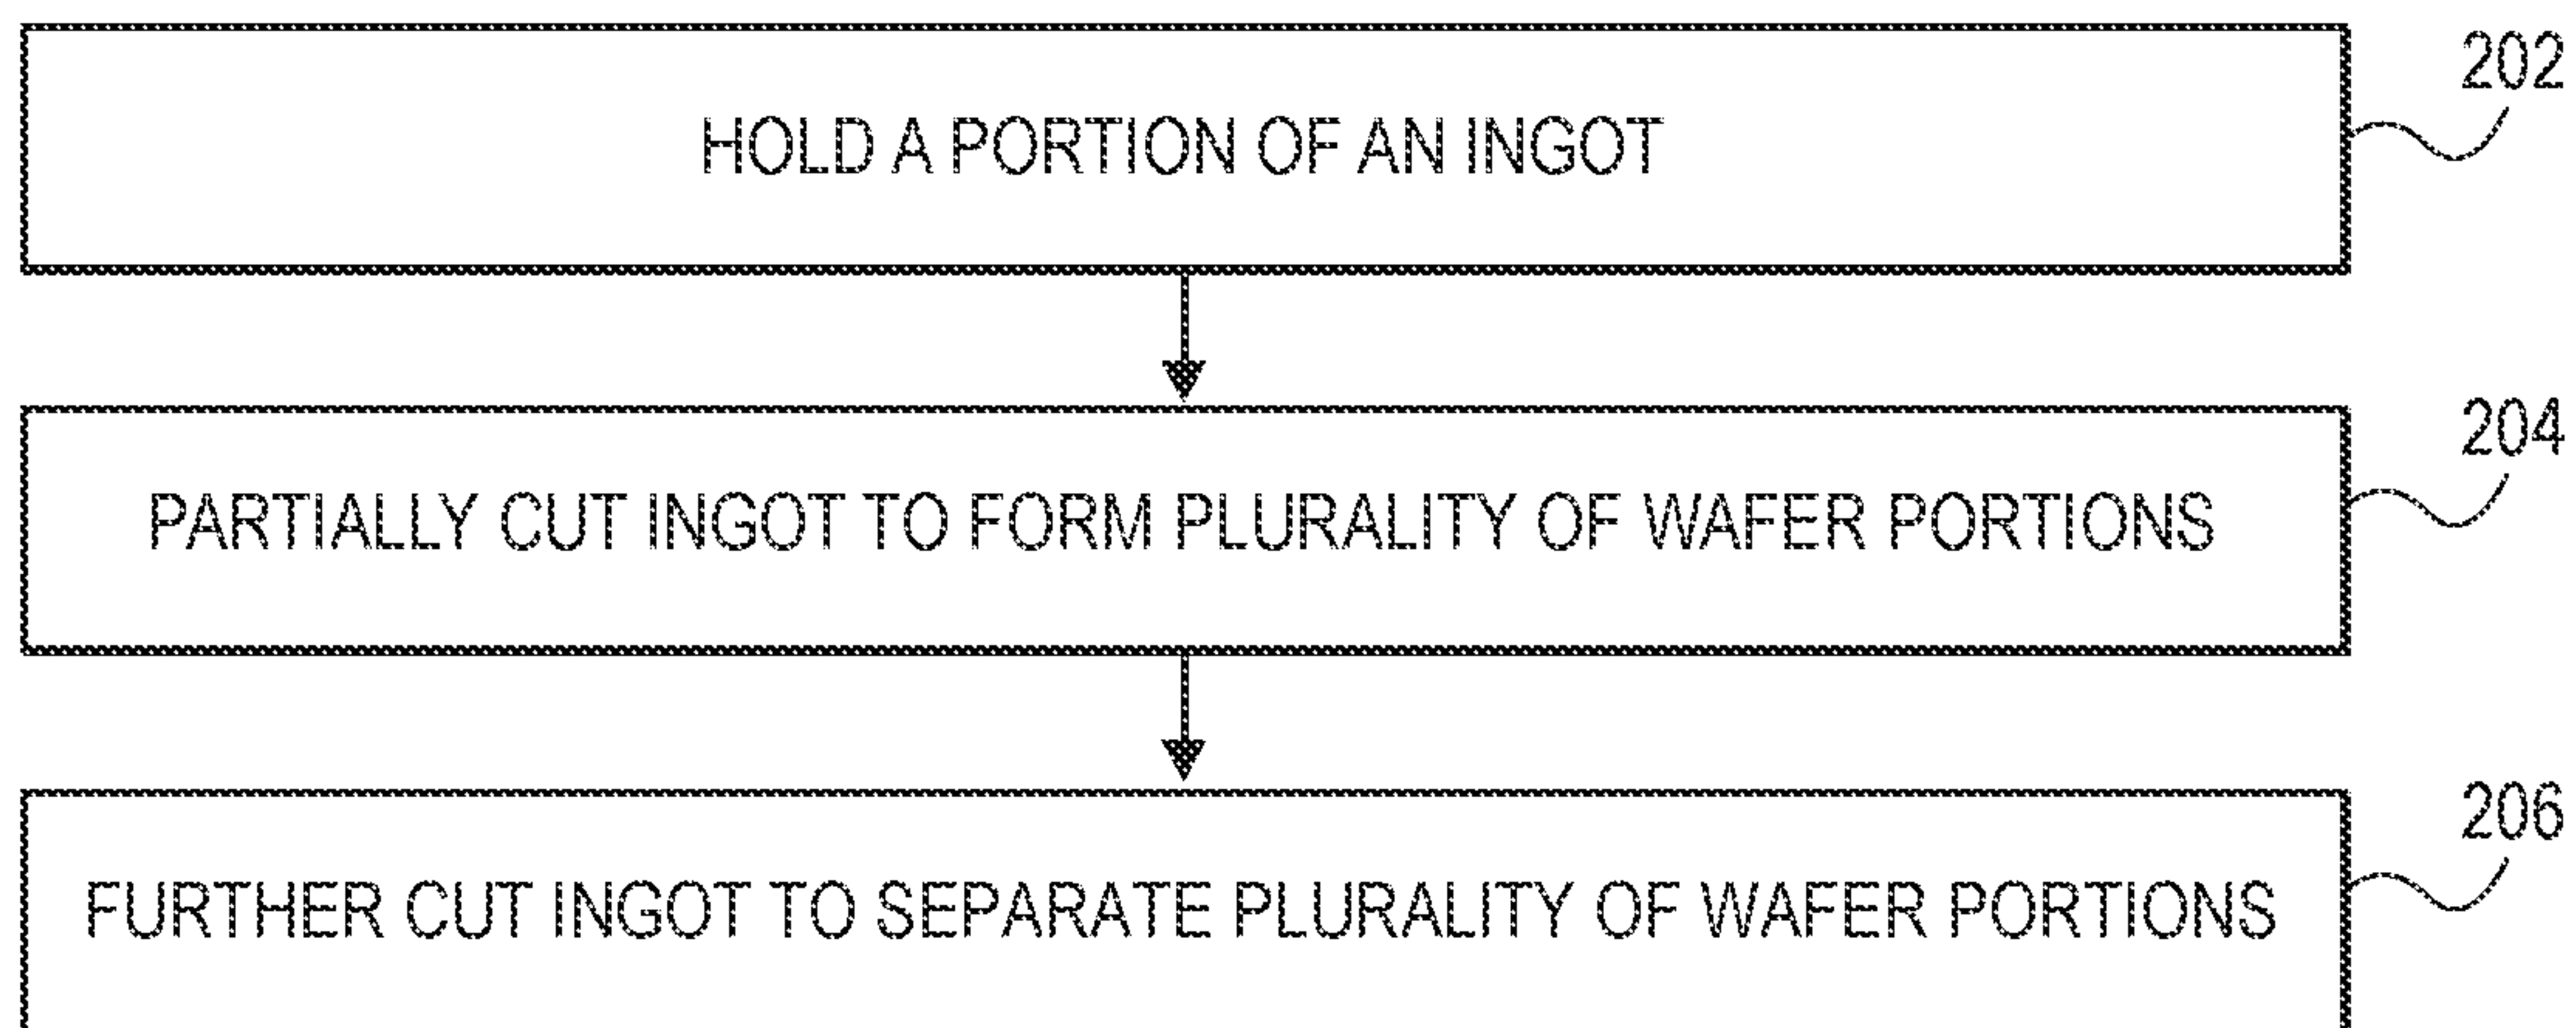 HOLD A PORTION OF AN INGOT
202
PARTIALLY CUT INGOT TO FORM PLURALITY OF WAFER PORTIONS
204
FURTHER CUT INGOT TO SEPARATE PLURALITY OF WAFER PORTIONS
206